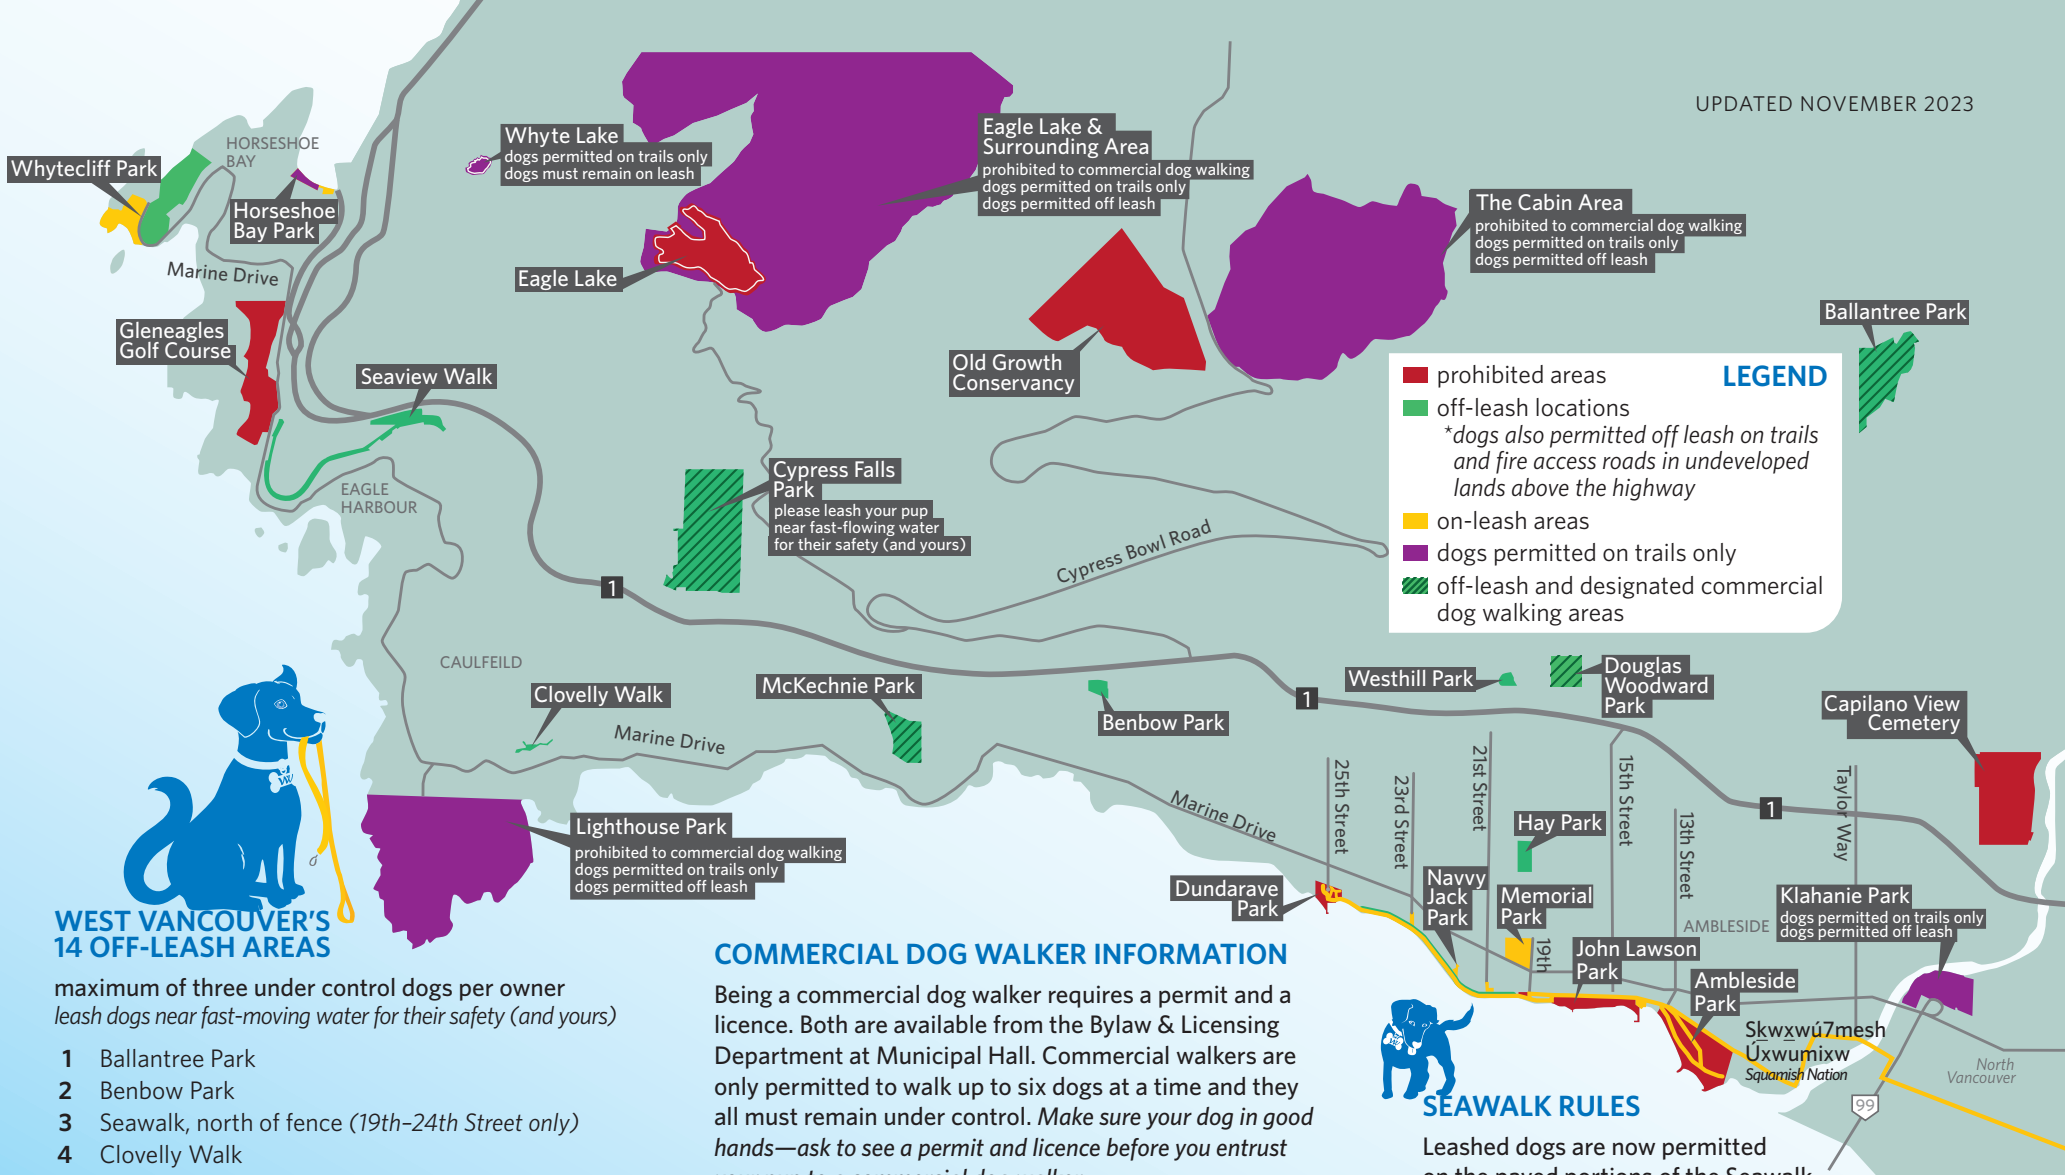 UPDATED NOVEMBER 2023
HORSESHOE
BAY
Whytecliff Park
Horseshoe
Bay Park
Marine Drive
Whyte Lake
dogs permitted on trails only
dogs must remain on leash
Eagle Lake &
Surrounding Area
prohibited to commercial dog walking
dogs permitted on trails only
dogs permitted off leash
The Cabin Area
prohibited to commercial dog walking
dogs permitted on trails only
dogs permitted off leash
Eagle Lake
Gleneagles
Golf Course
Seaview Walk
Old Growth
Conservancy
Ballantree Park
LEGEND
prohibited areas
off-leash locations
*dogs also permitted off leash on trails
and fire access roads in undeveloped
lands above the highway
on-leash areas
dogs permitted on trails only
off-leash and designated commercial
dog walking areas
EAGLE
HARBOUR
Cypress Falls
Park
please leash your pup
near fast-flowing water
for their safety (and yours)
Cypress Bowl Road
1
CAULFEILD
Clovelly Walk
McKechnie Park
Marine Drive
Benbow Park
Westhill Park
Douglas
Woodward
Park
1
Capilano View
Cemetery
Marine Drive
25th Street
23rd Street
21st Street
15th Street
13th Street
Taylor Way
1
Hay Park
Lighthouse Park
prohibited to commercial dog walking
dogs permitted on trails only
dogs permitted off leash
Dundarave
Park
Navvy
Jack
Park
Memorial
Park
19th
John Lawson
Park
AMBLESIDE
Klahanie Park
dogs permitted on trails only
dogs permitted off leash
Ambleside
Park
Sḵwx̱wú7mesh
Úxwumixw
Squamish Nation
North
Vancouver
99
WEST VANCOUVER'S
14 OFF-LEASH AREAS
maximum of three under control dogs per owner
leash dogs near fast-moving water for their safety (and yours)
1 Ballantree Park
2 Benbow Park
3 Seawalk, north of fence (19th–24th Street only)
4 Clovelly Walk
COMMERCIAL DOG WALKER INFORMATION
Being a commercial dog walker requires a permit and a
licence. Both are available from the Bylaw & Licensing
Department at Municipal Hall. Commercial walkers are
only permitted to walk up to six dogs at a time and they
all must remain under control. Make sure your dog in good
hands—ask to see a permit and licence before you entrust
SEAWALK RULES
Leashed dogs are now permitted
on the paved portions of the Seawalk